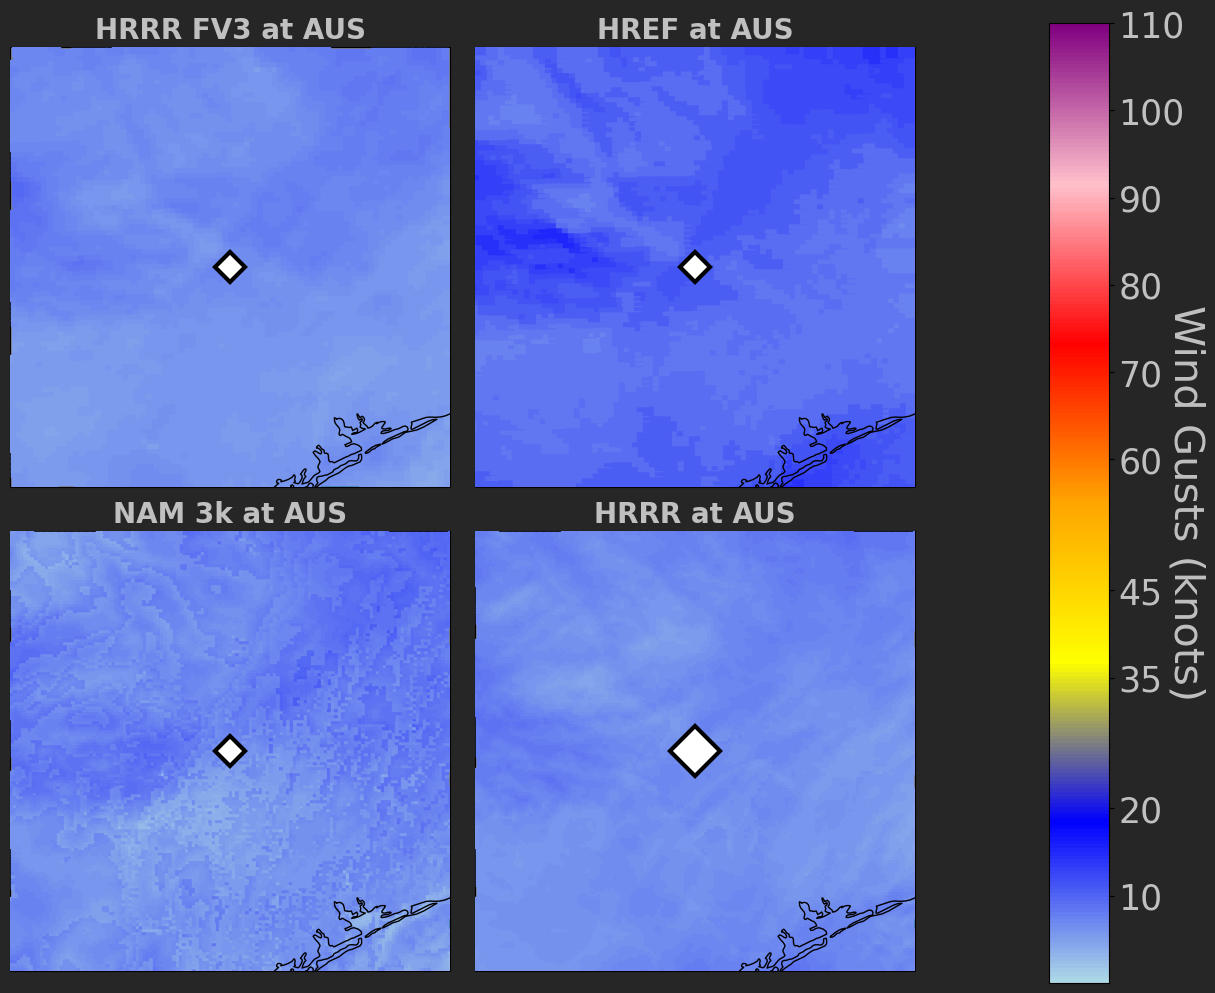 HRRR FV3 at AUS
HREF at AUS
NAM 3k at AUS
HRRR at AUS
110
100
90
80
70
60
45
35
20
10
Wind Gusts (knots)